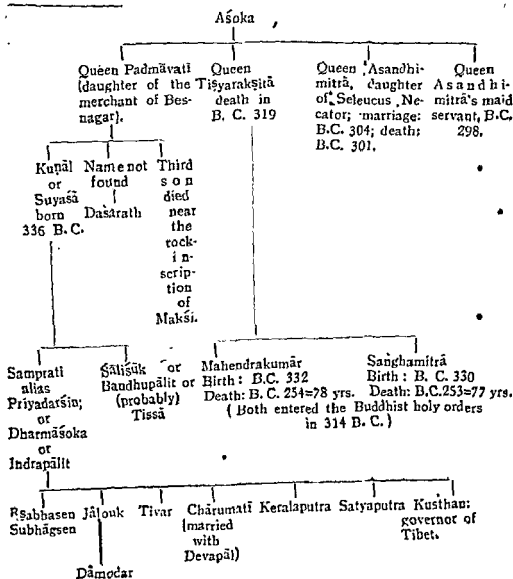 Aśoka
Queen Padmāvatī
(daughter of the
merchant of Bes-
nagar).
Queen
Tiṣyarakṣitā
death in
B. C. 319
Queen Asandhi-
mitrā, daughter
of Seleucus Ne-
cator; marriage:
B.C. 304; death:
B.C. 301.
Queen
Asandhi-
mitrā's maid
servant, B.C.
298.
Kuṇāl
or
Suyaśā
born
336 B. C.
Name not
found
Daśarath
Third
son
died
near
the
rock-
in-
scrip-
tion
of
Makśi.
Samprati
alias
Priyadarśin;
or
Dharmāśoka
or
Indrapālit
Śāliśūk or
Bandhupālit or
(probably)
Tissā
Mahendrakumār
Birth : B.C. 332
Death: B.C. 254=78 yrs.
Saṅghamitrā
Birth : B. C. 330
Death: B.C.253=77 yrs.
( Both entered the Buddhist holy orders
in 314 B. C. )
Ṛṣabhasen
Subhāgsen
Jālouk
Dāmodar
Tivar
Chārumatī
(married
with
Devapāl)
Keralaputra
Satyaputra
Kusthan:
governor of
Tibet.